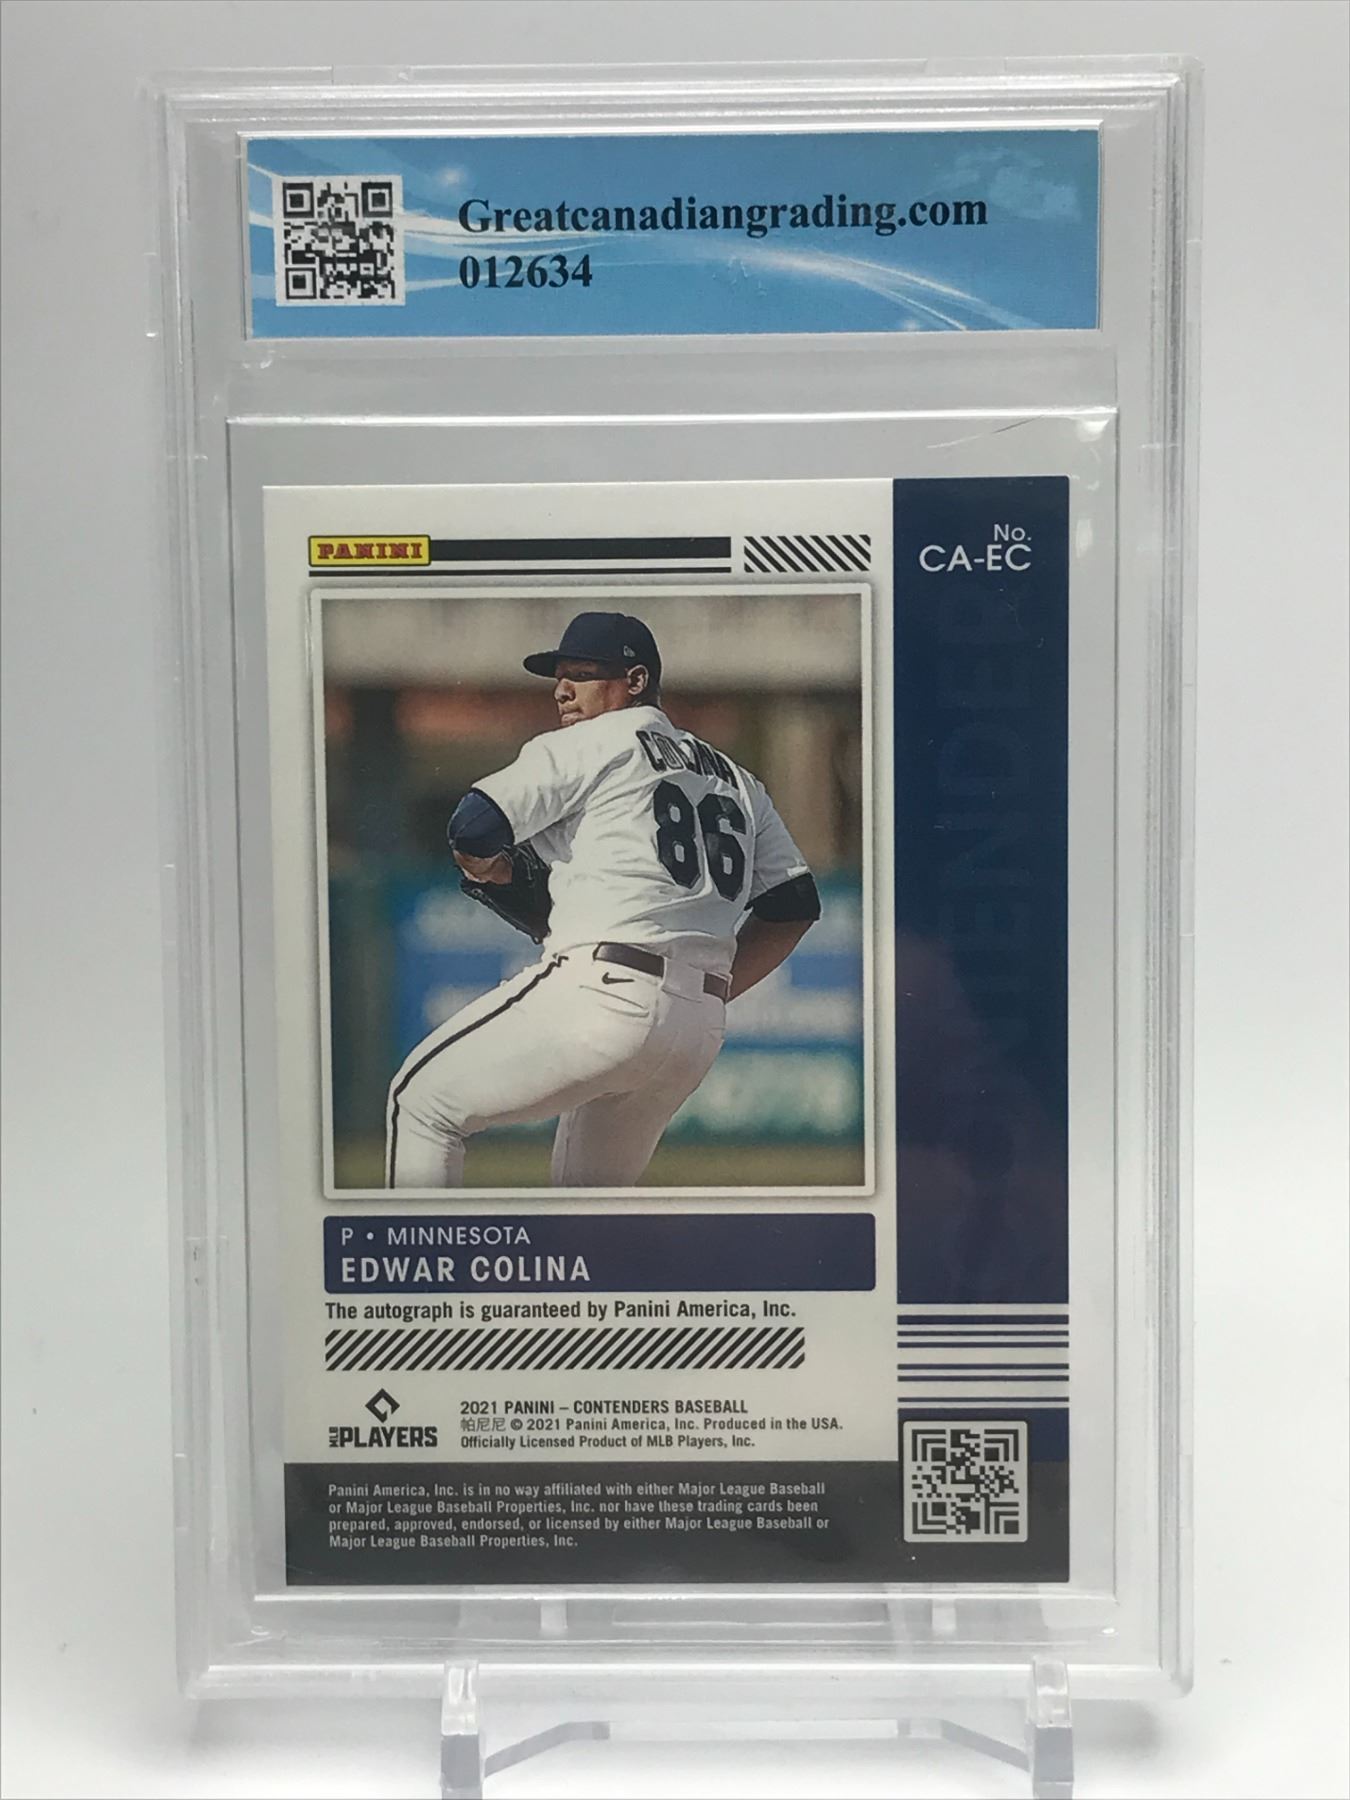 Greatcanadiangrading.com
012634
PANINI
No.
CA-EC
CONTENDERS
COLINA
86
P • MINNESOTA
EDWAR COLINA
The autograph is guaranteed by Panini America, Inc.
MLB PLAYERS
2021 PANINI – CONTENDERS BASEBALL
帕尼尼 © 2021 Panini America, Inc. Produced in the USA.
Officially Licensed Product of MLB Players, Inc.
Panini America, Inc. is in no way affiliated with either Major League Baseball
or Major League Baseball Properties, Inc. nor have these trading cards been
prepared, approved, endorsed, or licensed by either Major League Baseball or
Major League Baseball Properties, Inc.